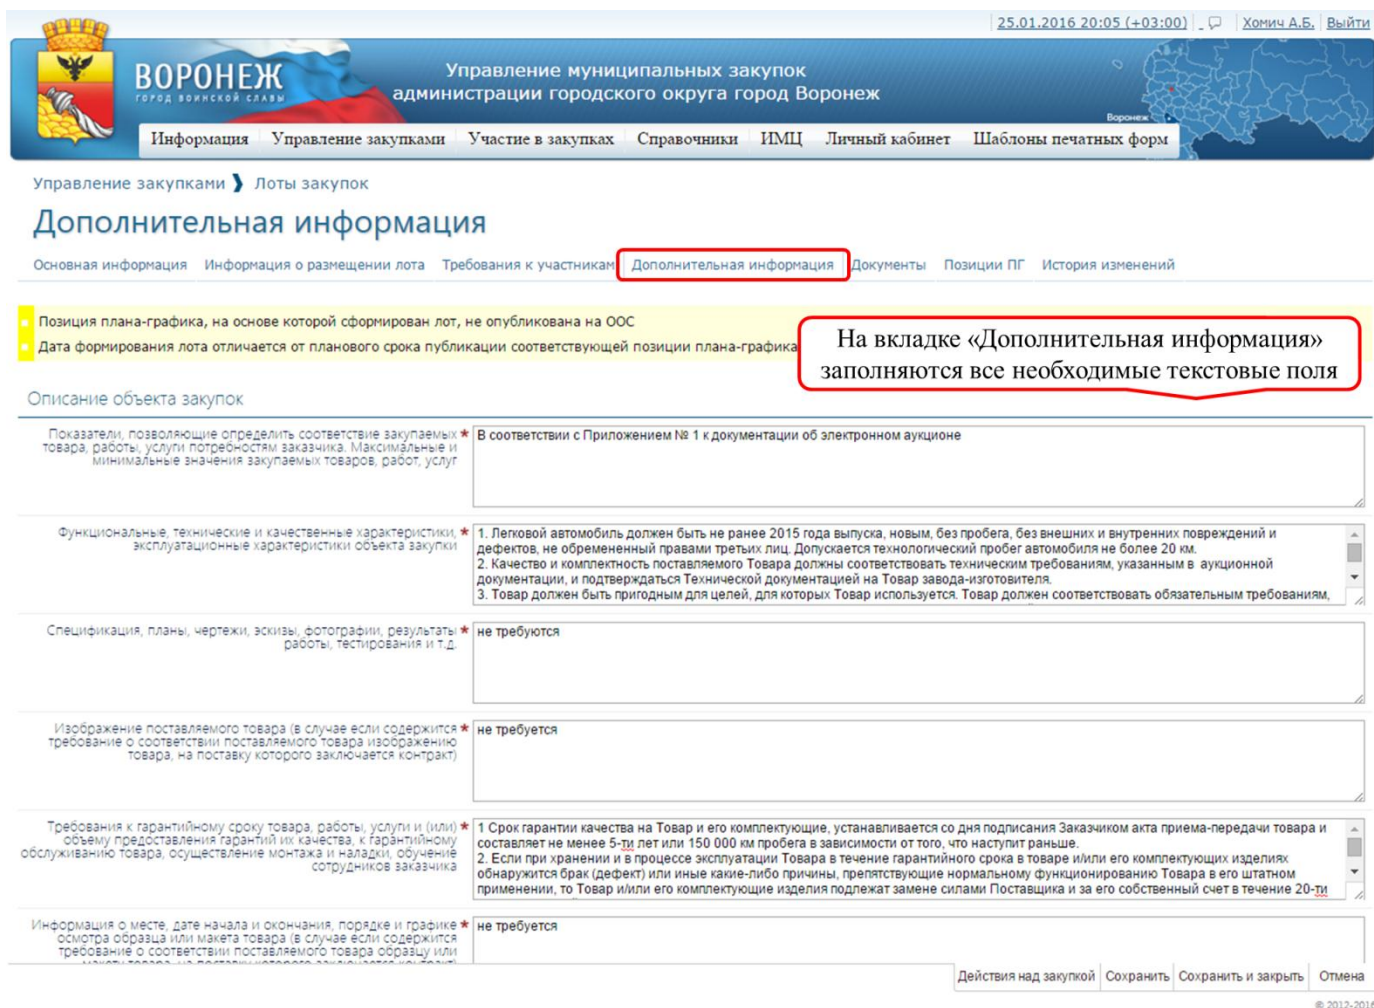 25.01.2016 20:05 (+03:00) Хомич А.Б. Выйти
ВОРОНЕЖ
ГОРОД ВОИНСКОЙ СЛАВЫ
Управление муниципальных закупок
администрации городского округа город Воронеж
Воронеж
Информация Управление закупками Участие в закупках Справочники ИМЦ Личный кабинет Шаблоны печатных форм
Управление закупками ❯ Лоты закупок
Дополнительная информация
Основная информация Информация о размещении лота Требования к участникам Дополнительная информация Документы Позиции ПГ История изменений
Позиция плана-графика, на основе которой сформирован лот, не опубликована на ООС
Дата формирования лота отличается от планового срока публикации соответствующей позиции плана-графика
На вкладке «Дополнительная информация»
заполняются все необходимые текстовые поля
Описание объекта закупок
Показатели, позволяющие определить соответствие закупаемых *
товара, работы, услуги потребностям заказчика. Максимальные и
минимальные значения закупаемых товаров, работ, услуг
В соответствии с Приложением № 1 к документации об электронном аукционе
Функциональные, технические и качественные характеристики, *
эксплуатационные характеристики объекта закупки
1. Легковой автомобиль должен быть не ранее 2015 года выпуска, новым, без пробега, без внешних и внутренних повреждений и
дефектов, не обремененный правами третьих лиц. Допускается технологический пробег автомобиля не более 20 км.
2. Качество и комплектность поставляемого Товара должны соответствовать техническим требованиям, указанным в аукционной
документации, и подтверждаться Технической документацией на Товар завода-изготовителя.
3. Товар должен быть пригодным для целей, для которых Товар используется. Товар должен соответствовать обязательным требованиям,
Спецификация, планы, чертежи, эскизы, фотографии, результаты *
работы, тестирования и т.д.
не требуются
Изображение поставляемого товара (в случае если содержится *
требование о соответствии поставляемого товара изображению
товара, на поставку которого заключается контракт)
не требуется
Требования к гарантийному сроку товара, работы, услуги и (или) *
объему предоставления гарантий их качества, к гарантийному
обслуживанию товара, осуществление монтажа и наладки, обучение
сотрудников заказчика
1 Срок гарантии качества на Товар и его комплектующие, устанавливается со дня подписания Заказчиком акта приема-передачи товара и
составляет не менее 5-ти лет или 150 000 км пробега в зависимости от того, что наступит раньше.
2. Если при хранении и в процессе эксплуатации Товара в течение гарантийного срока в товаре и/или его комплектующих изделиях
обнаружится брак (дефект) или иные какие-либо причины, препятствующие нормальному функционированию Товара в его штатном
применении, то Товар и/или его комплектующие изделия подлежат замене силами Поставщика и за его собственный счет в течение 20-ти
Информация о месте, дате начала и окончания, порядке и графике *
осмотра образца или макета товара (в случае если содержится
требование о соответствии поставляемого товара образцу или
макету товара, на поставку которого заключается контракт)
не требуется
Действия над закупкой Сохранить Сохранить и закрыть Отмена
© 2012-2016